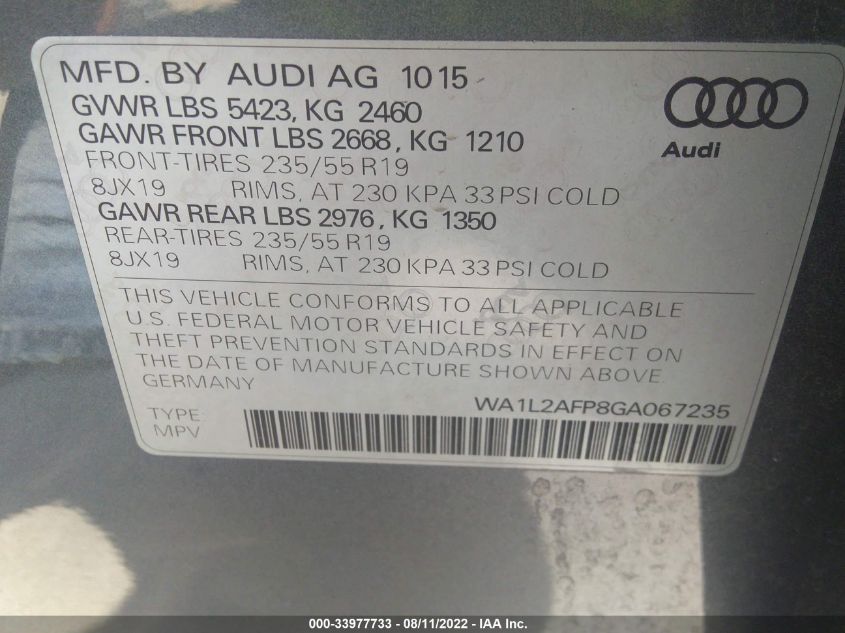 MFD. BY AUDI AG 10 15
GVWR LBS 5423, KG 2460
GAWR FRONT LBS 2668, KG 1210
FRONT-TIRES 235/55 R19
8JX19 RIMS, AT 230 KPA 33 PSI COLD
GAWR REAR LBS 2976, KG 1350
REAR-TIRES 235/55 R19
8JX19 RIMS, AT 230 KPA 33 PSI COLD
Audi
THIS VEHICLE CONFORMS TO ALL APPLICABLE
U.S. FEDERAL MOTOR VEHICLE SAFETY AND
THEFT PREVENTION STANDARDS IN EFFECT ON
THE DATE OF MANUFACTURE SHOWN ABOVE.
GERMANY
WA1L2AFP8GA067235
TYPE:
MPV
000-33977733 - 08/11/2022 - IAA Inc.